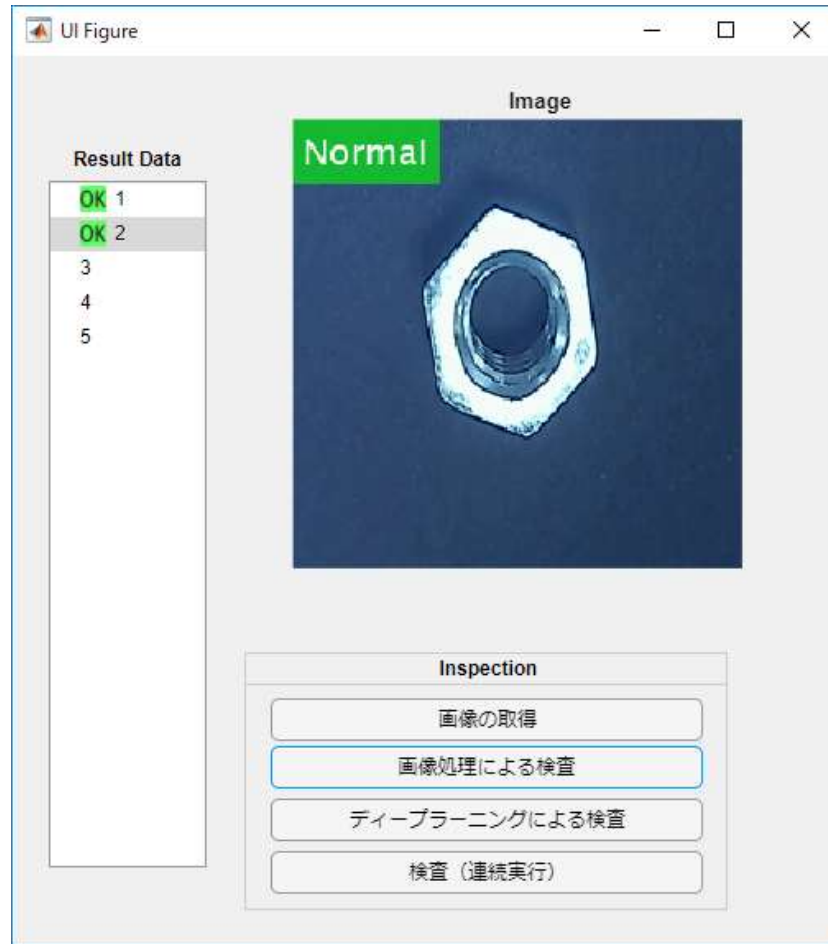 UI Figure
Image
Normal
Result Data
OK 1
OK 2
3
4
5
Inspection
画像の取得
画像処理による検査
ディープラーニングによる検査
検査（連続実行）